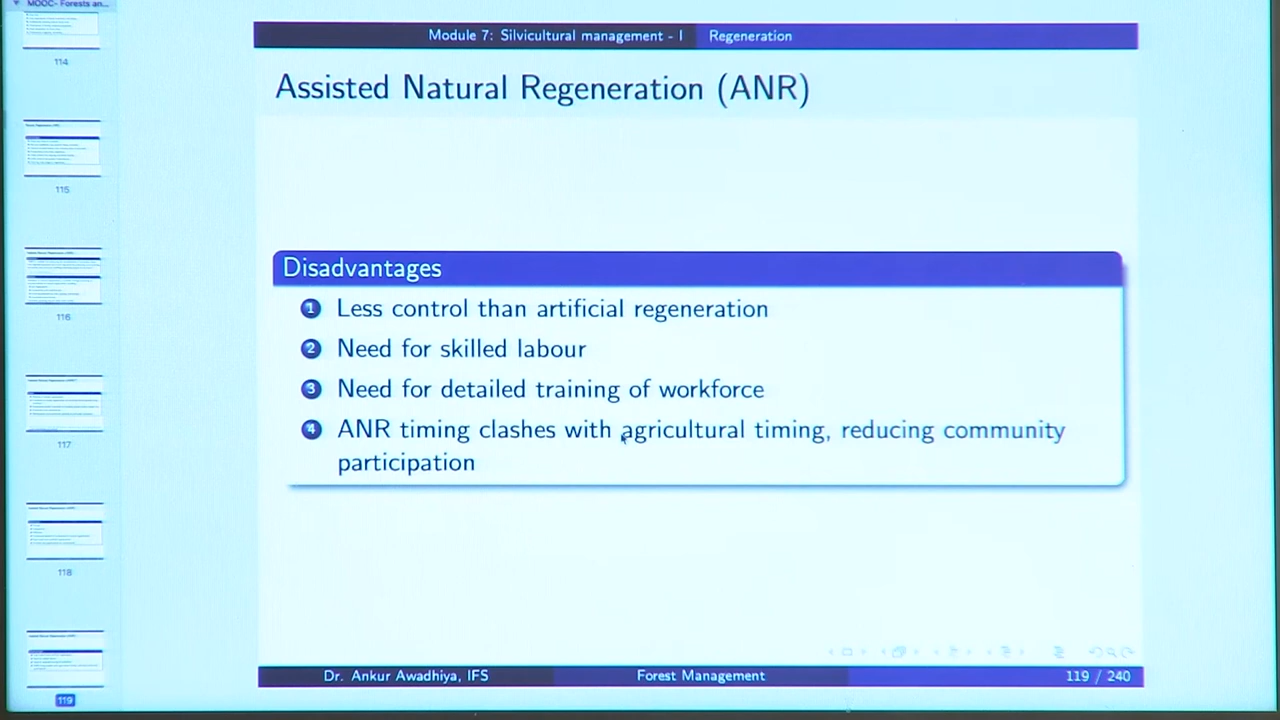 MOOC- Forests an...
114
115
116
117
118
119
Module 7: Silvicultural management - I Regeneration
Assisted Natural Regeneration (ANR)
Disadvantages
1 Less control than artificial regeneration
2 Need for skilled labour
3 Need for detailed training of workforce
4 ANR timing clashes with agricultural timing, reducing community
participation
Dr. Ankur Awadhiya, IFS Forest Management 119 / 240